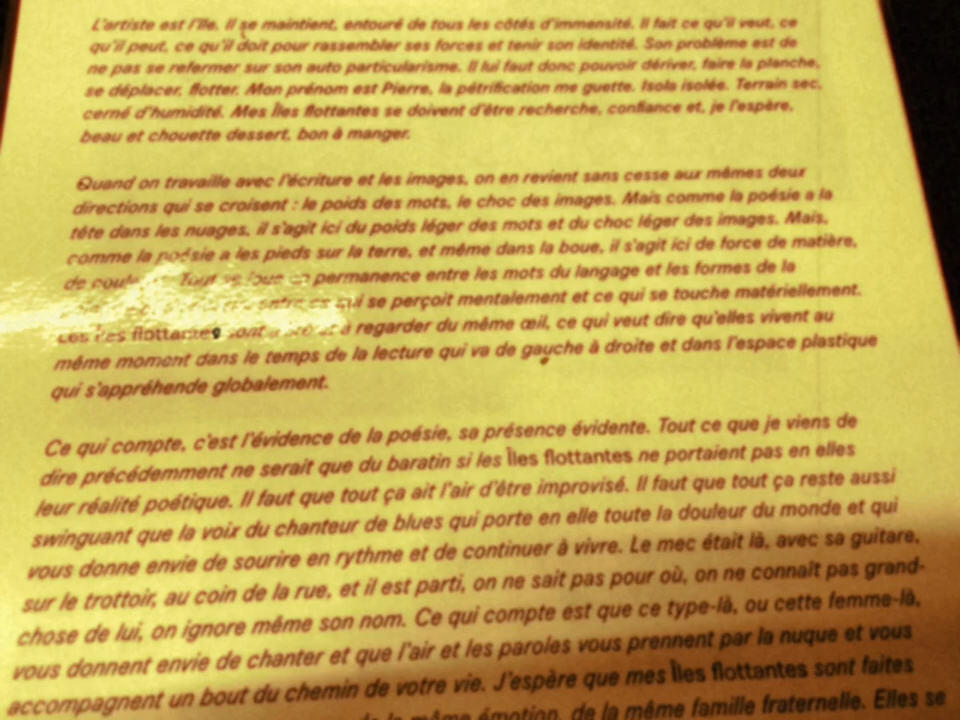 L'artiste est l'île. Il se maintient, entouré de tous les côtés d'immensité. Il fait ce qu'il veut, ce
qu'il peut, ce qu'il doit pour rassembler ses forces et tenir son identité. Son problème est de
ne pas se refermer sur son auto particularisme. Il lui faut donc pouvoir dériver, faire la planche,
se déplacer, flotter. Mon prénom est Pierre, la pétrification me guette. Isola isolée. Terrain sec,
cerné d'humidité. Mes Îles flottantes se doivent d'être recherche, confiance et, je l'espère,
beau et chouette dessert, bon à manger.
Quand on travaille avec l'écriture et les images, on en revient sans cesse aux mêmes deux
directions qui se croisent : le poids des mots, le choc des images. Mais comme la poésie a la
tête dans les nuages, il s'agit ici du poids léger des mots et du choc léger des images. Mais,
comme la poésie a les pieds sur la terre, et même dans la boue, il s'agit ici de force de matière,
de Tout se joue en permanence entre les mots du langage et les formes de la
entre ce qui se perçoit mentalement et ce qui se touche matériellement.
Les Îles flottantes sont à regarder du même œil, ce qui veut dire qu'elles vivent au
même moment dans le temps de la lecture qui va de gauche à droite et dans l'espace plastique
qui s'appréhende globalement.
Ce qui compte, c'est l'évidence de la poésie, sa présence évidente. Tout ce que je viens de
dire précédemment ne serait que du baratin si les Îles flottantes ne portaient pas en elles
leur réalité poétique. Il faut que tout ça ait l'air d'être improvisé. Il faut que tout ça reste aussi
swinguant que la voix du chanteur de blues qui porte en elle toute la douleur du monde et qui
vous donne envie de sourire en rythme et de continuer à vivre. Le mec était là, avec sa guitare,
sur le trottoir, au coin de la rue, et il est parti, on ne sait pas pour où, on ne connaît pas grand-
chose de lui, on ignore même son nom. Ce qui compte est que ce type-là, ou cette femme-là,
vous donnent envie de chanter et que l'air et les paroles vous prennent par la nuque et vous
accompagnent un bout du chemin de votre vie. J'espère que mes Îles flottantes sont faites
de la même émotion, de la même famille fraternelle. Elles se